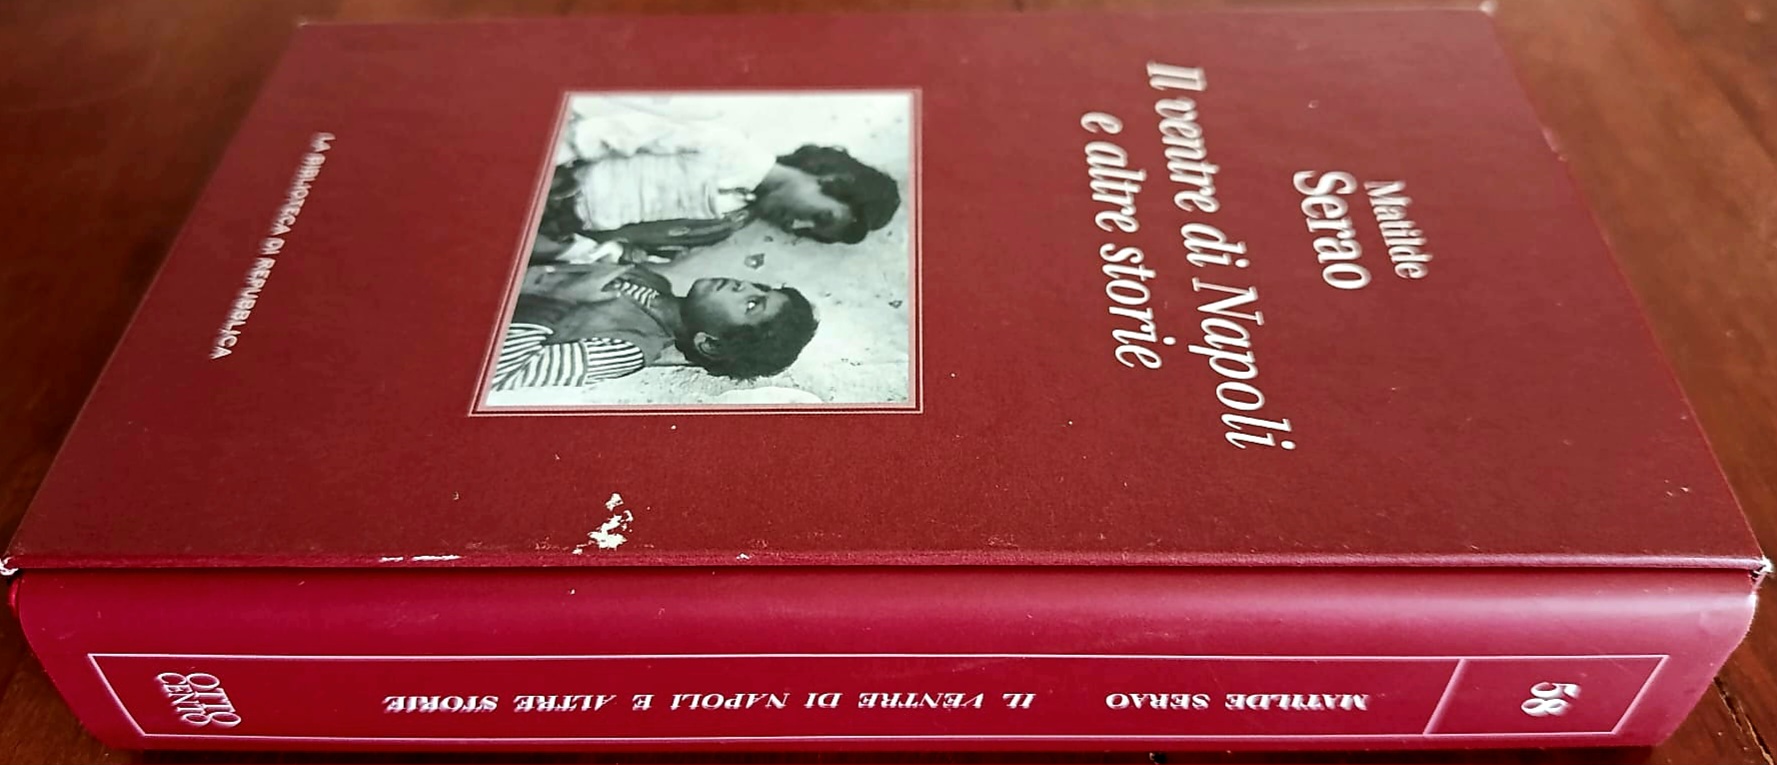 Matilde
Serao
Il ventre di Napoli
e altre storie
LA BIBLIOTECA DI REPUBBLICA
58
MATILDE SERAO IL VENTRE DI NAPOLI E ALTRE STORIE
OTTO
CENTO